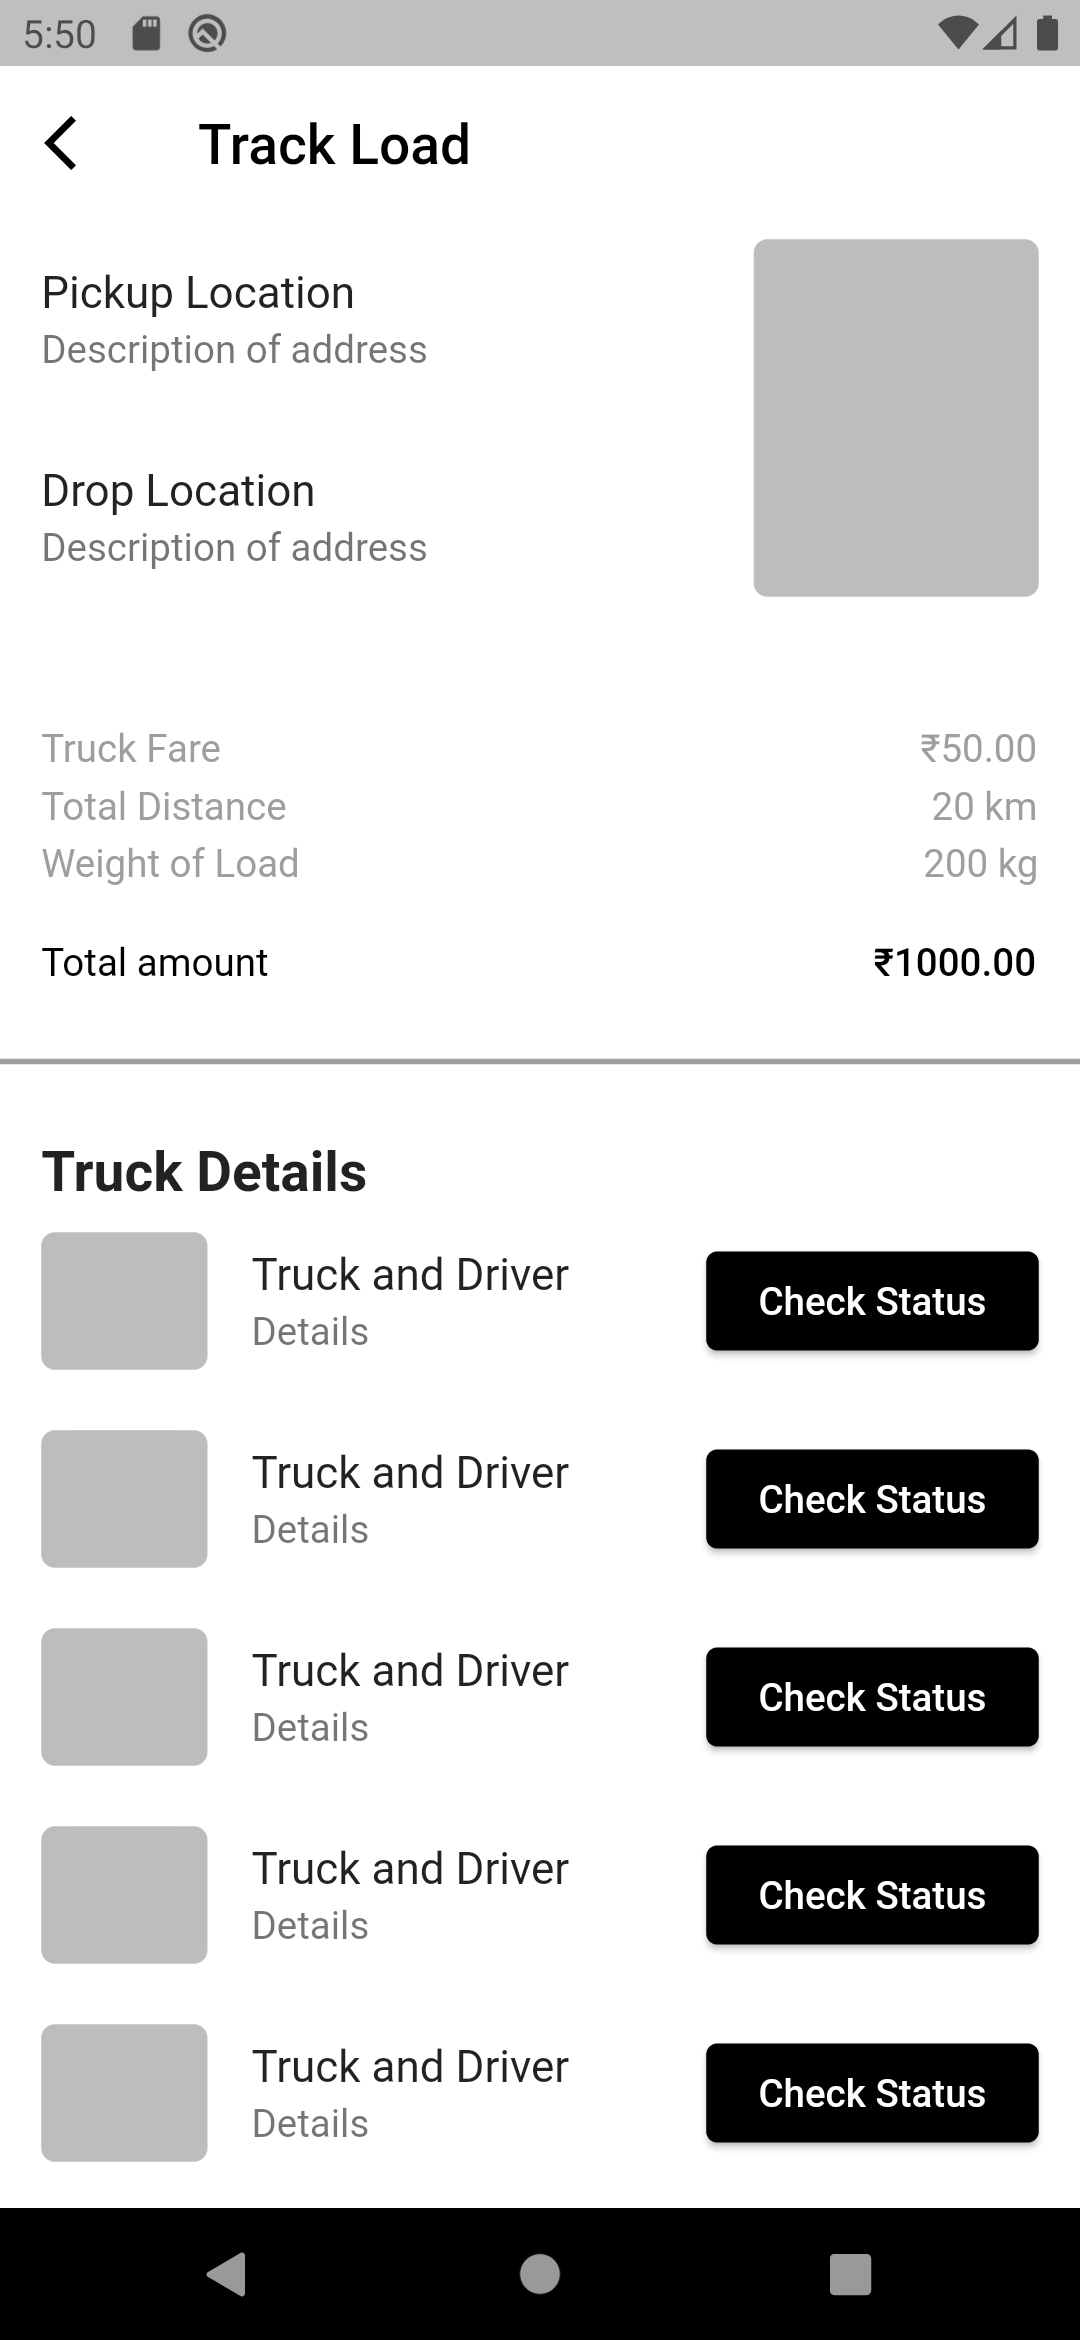 5:50
Track Load
Pickup Location
Description of address
Drop Location
Description of address
Truck Fare ₹50.00
Total Distance 20 km
Weight of Load 200 kg
Total amount ₹1000.00
Truck Details
Truck and Driver
Details
Check Status
Truck and Driver
Details
Check Status
Truck and Driver
Details
Check Status
Truck and Driver
Details
Check Status
Truck and Driver
Details
Check Status